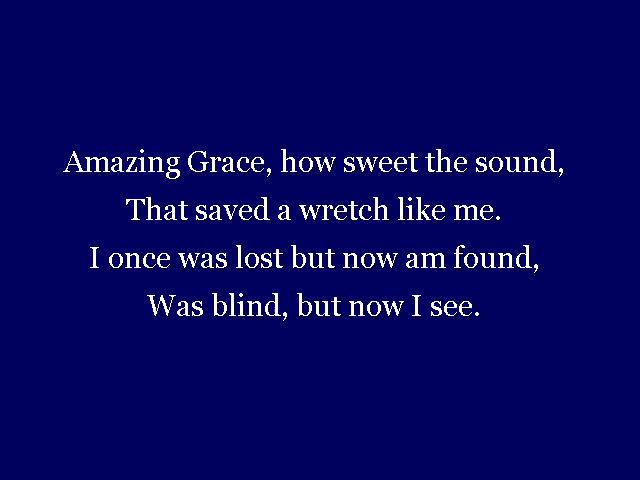 Amazing Grace, how sweet the sound,
That saved a wretch like me.
I once was lost but now am found,
Was blind, but now I see.